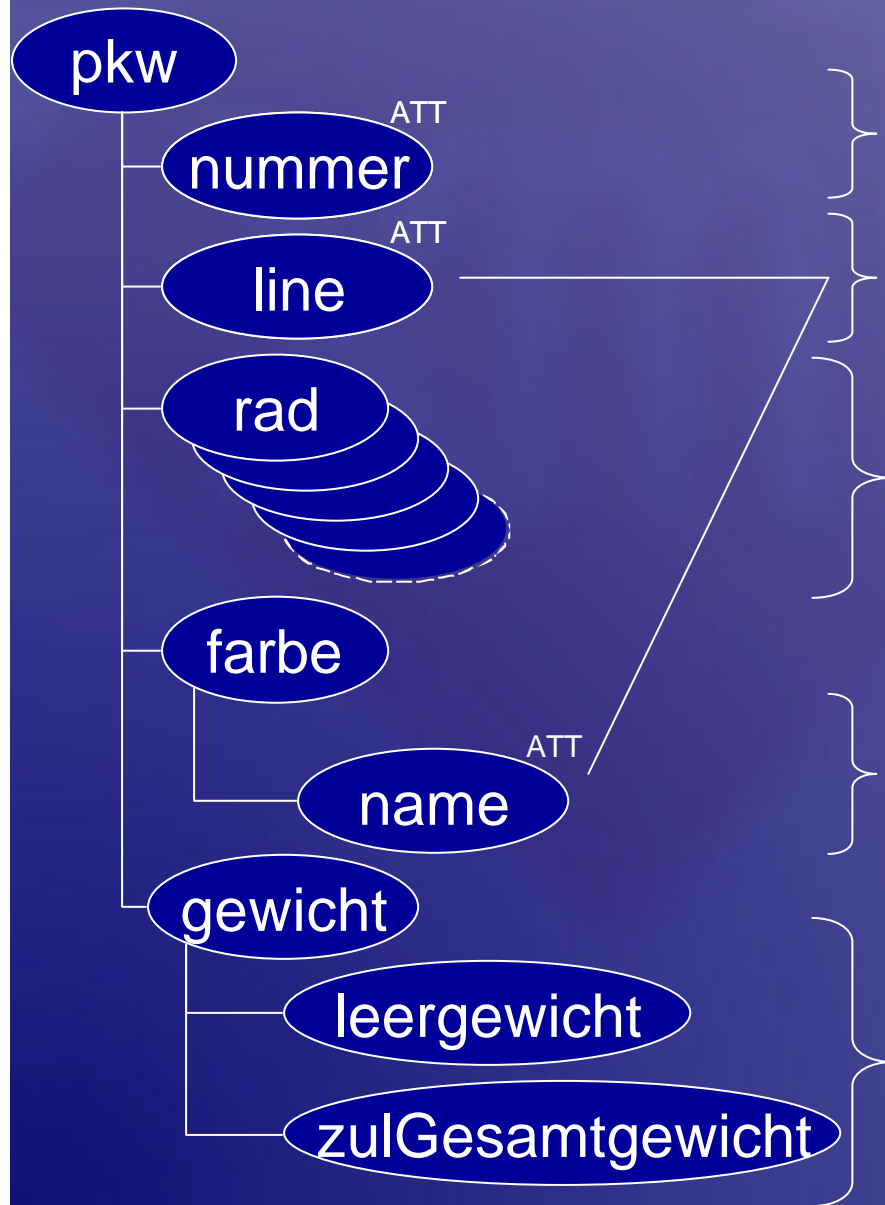 pkw
ATT
nummer
ATT
line
rad
farbe
ATT
name
gewicht
leergewicht
zulGesamtgewicht